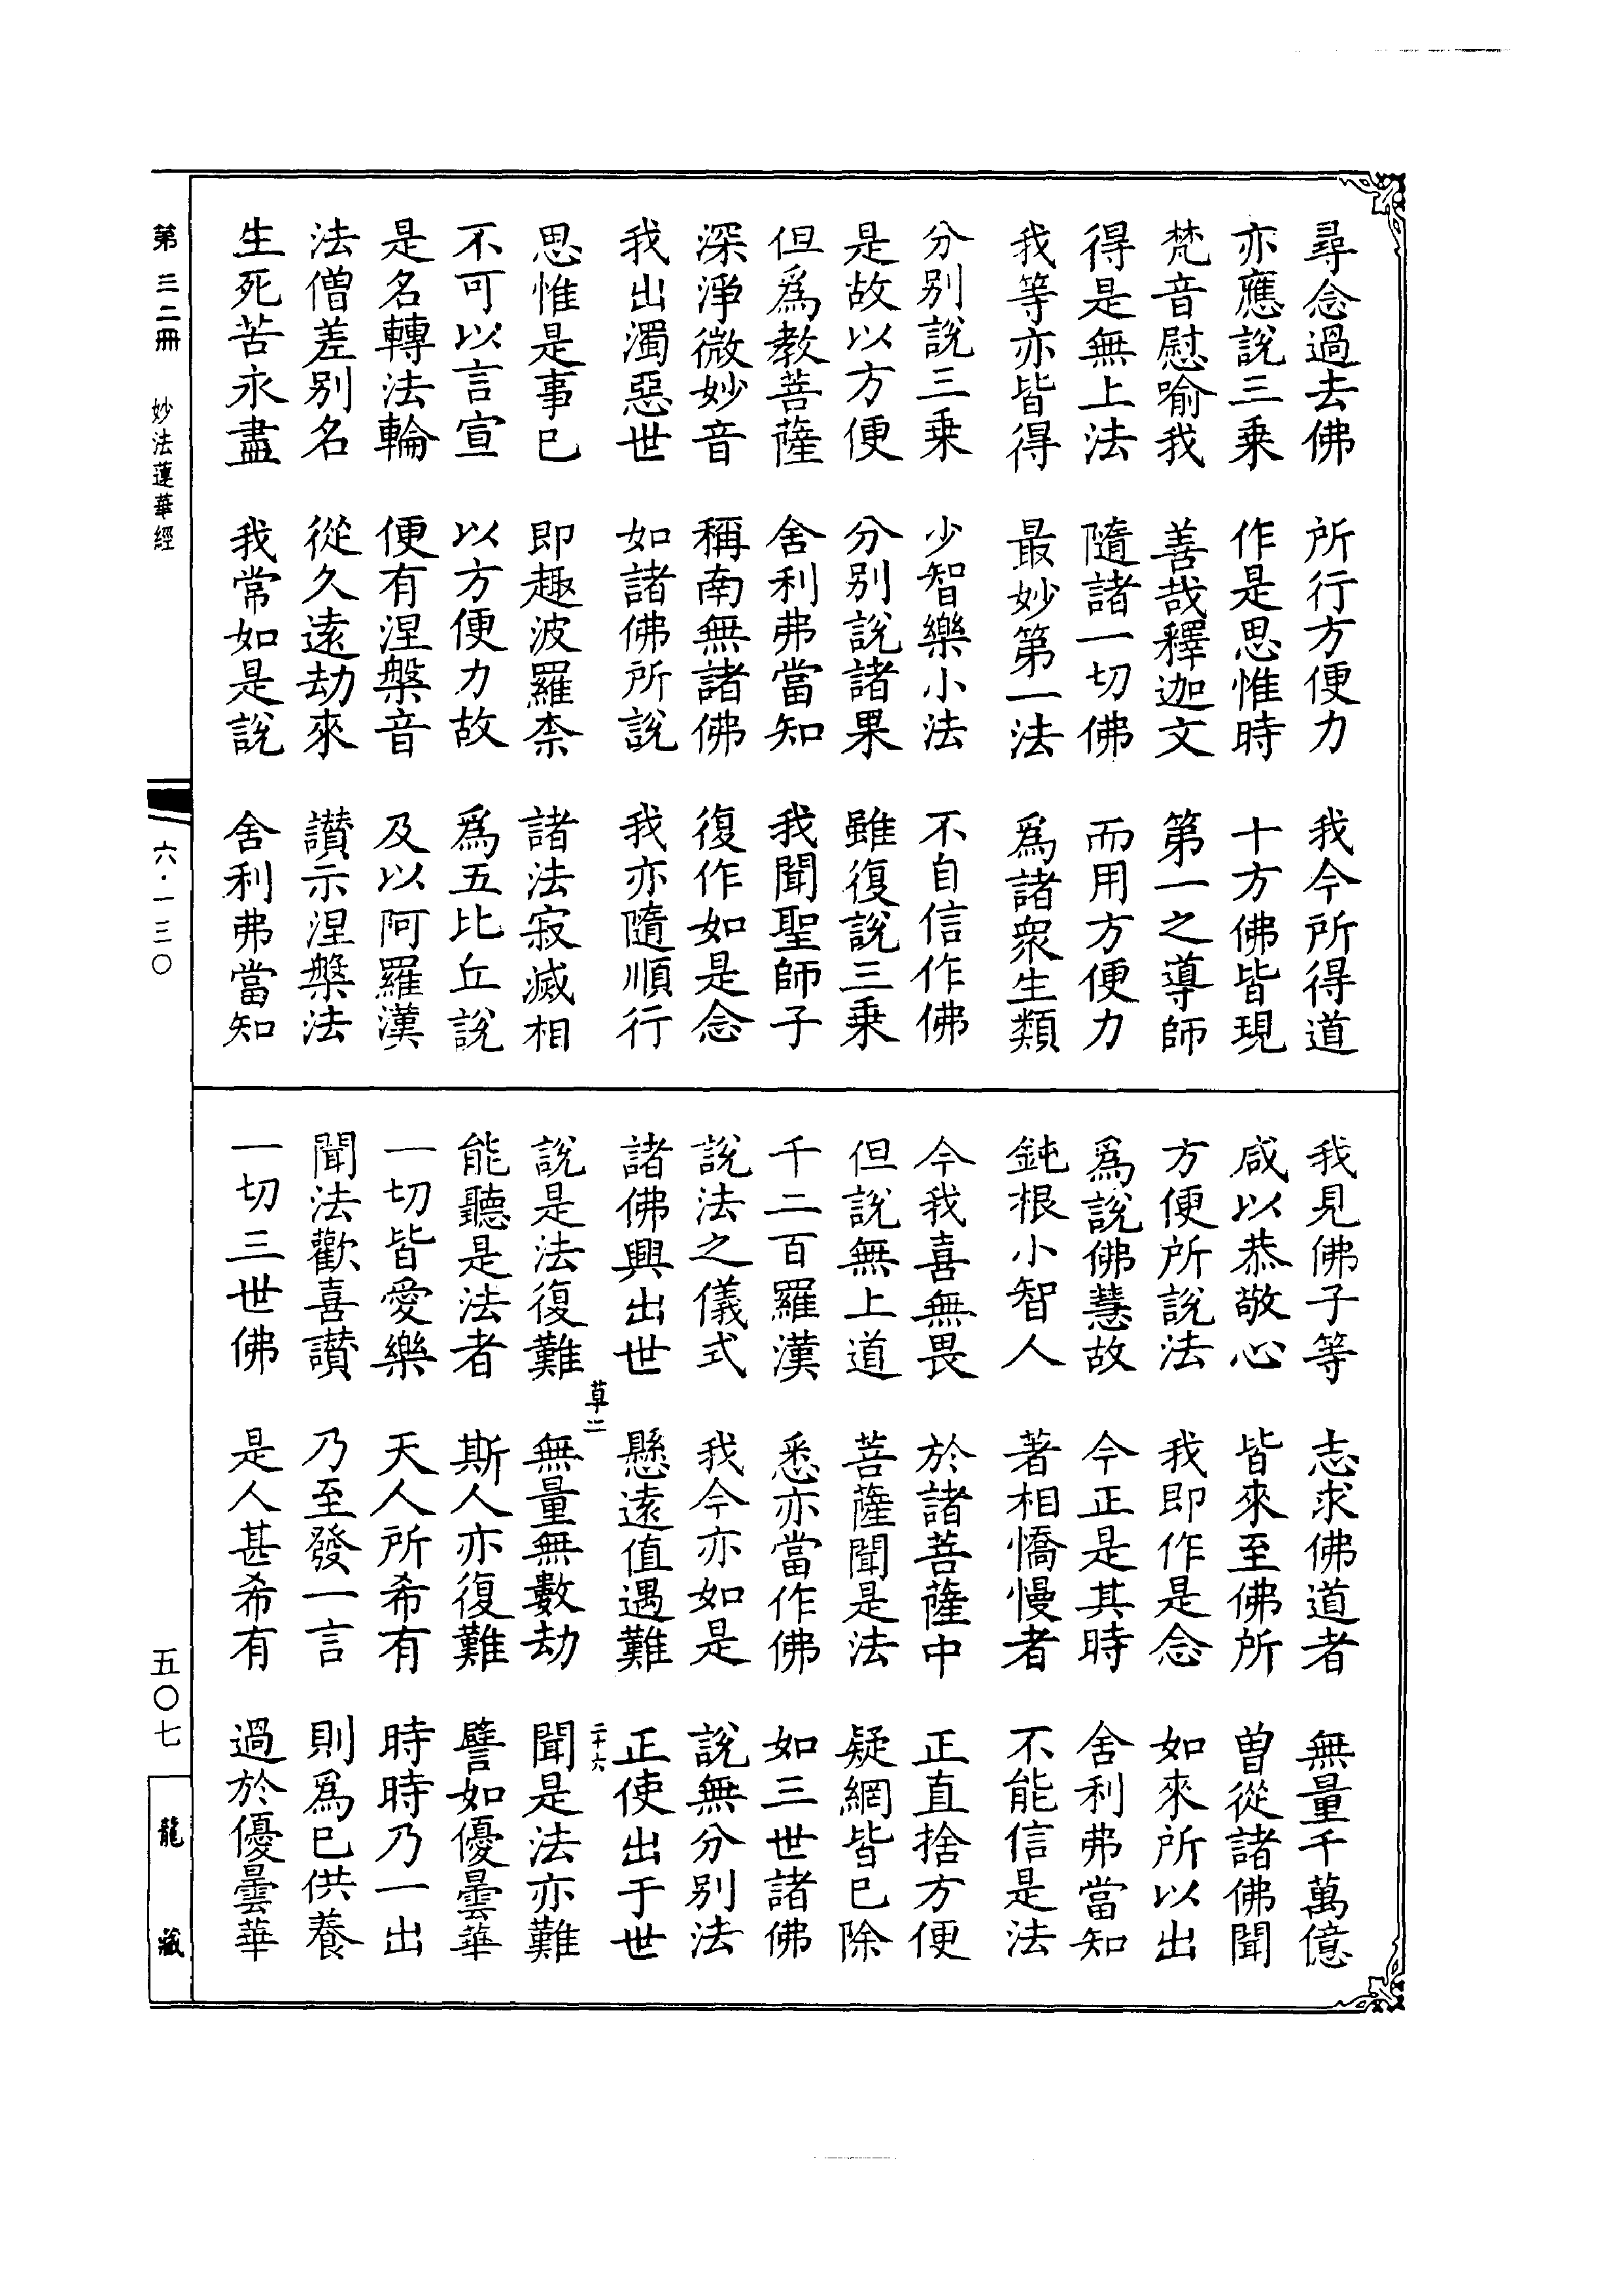 尋念過去佛　所行方便力　我今所得道
亦應說三乘　作是思惟時　十方佛皆現
梵音慰喻我　善哉釋迦文　第一之導師
得是無上法　隨諸一切佛　而用方便力
我等亦皆得　最妙第一法　爲諸眾生類
分別說三乘　少智樂小法　不自信作佛
是故以方便　分別說諸果　雖復說三乘
但爲教菩薩　舍利弗當知　我聞聖師子
深淨微妙音　稱南無諸佛　復作如是念
我出濁惡世　如諸佛所說　我亦隨順行
思惟是事已　即趣波羅柰　諸法寂滅相
不可以言宣　以方便力故　爲五比丘說
是名轉法輪　便有涅槃音　及以阿羅漢
法僧差別名　從久遠劫來　讚示涅槃法
生死苦永盡　我常如是說　舍利弗當知
我見佛子等　志求佛道者　無量千萬億
咸以恭敬心　皆來至佛所　曾從諸佛聞
方便所說法　我即作是念　如來所以出
爲說佛慧故　今正是其時　舍利弗當知
鈍根小智人　著相憍慢者　不能信是法
今我喜無畏　於諸菩薩中　正直捨方便
但說無上道　菩薩聞是法　疑網皆已除
千二百羅漢　悉亦當作佛　如三世諸佛
說法之儀式　我今亦如是　說無分別法
諸佛興出世　懸遠值遇難　正使出于世
草二　二十六
說是法復難　無量無數劫　聞是法亦難
能聽是法者　斯人亦復難　譬如優曇華
一切皆愛樂　天人所希有　時時乃一出
聞法歡喜讚　乃至發一言　則爲已供養
一切三世佛　是人甚希有　過於優曇華
第三二冊　妙法蓮華經　六·一三〇　五〇七　龍藏